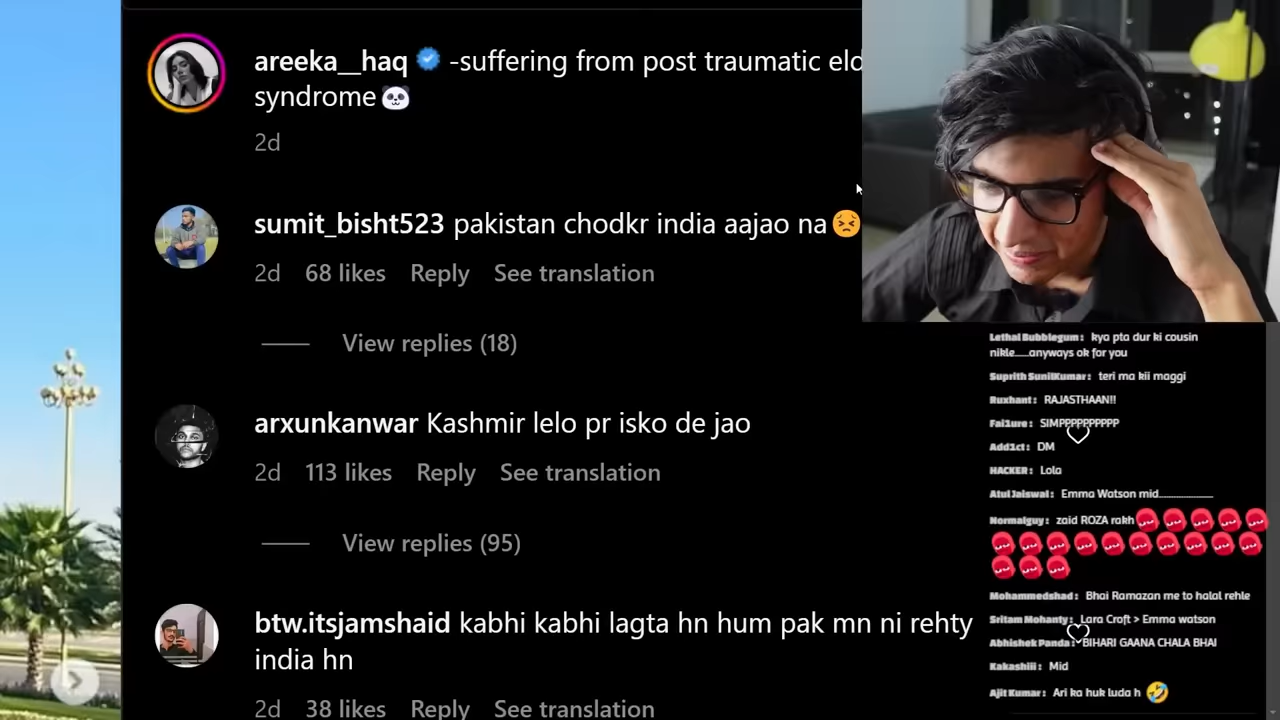 areeka__haq -suffering from post traumatic eld
syndrome🐼
2d
sumit_bisht523 pakistan chodkr india aajao na😣
2d 68 likes Reply See translation
View replies (18)
arxunkanwar Kashmir lelo pr isko de jao
2d 113 likes Reply See translation
View replies (95)
btw.itsjamshaid kabhi kabhi lagta hn hum pak mn ni rehty
india hn
2d 38 likes Reply See translation
Lethal Bubblegum: kya pta dur ki cousin
nikle.....anyways ok for you
Suprith SunilKumar: teri ma kii maggi
Ruxhant: RAJASTHAAN!!
Fai1ure: SIMPPPPPPPPPP
Add1ct: DM
HACKER: Lola
Atul Jaiswal: Emma Watson mid......................
Normalguy: zaid ROZA rakh
Mohammedshad: Bhai Ramazan me to halal rehle
Sritam Mohanty: Lara Croft > Emma watson
Abhishek Panda: BIHARI GAANA CHALA BHAI
Kakashiii: Mid
Ajit Kumar: Ari ka huk luda h 🤣